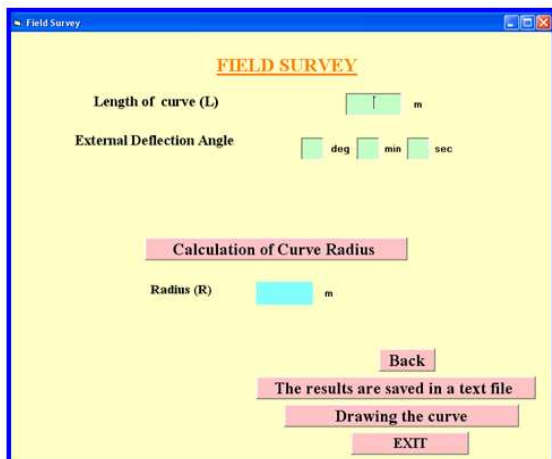 Field Survey
FIELD SURVEY
Length of curve (L) m
External Deflection Angle deg min sec
Calculation of Curve Radius
Radius (R) m
Back
The results are saved in a text file
Drawing the curve
EXIT